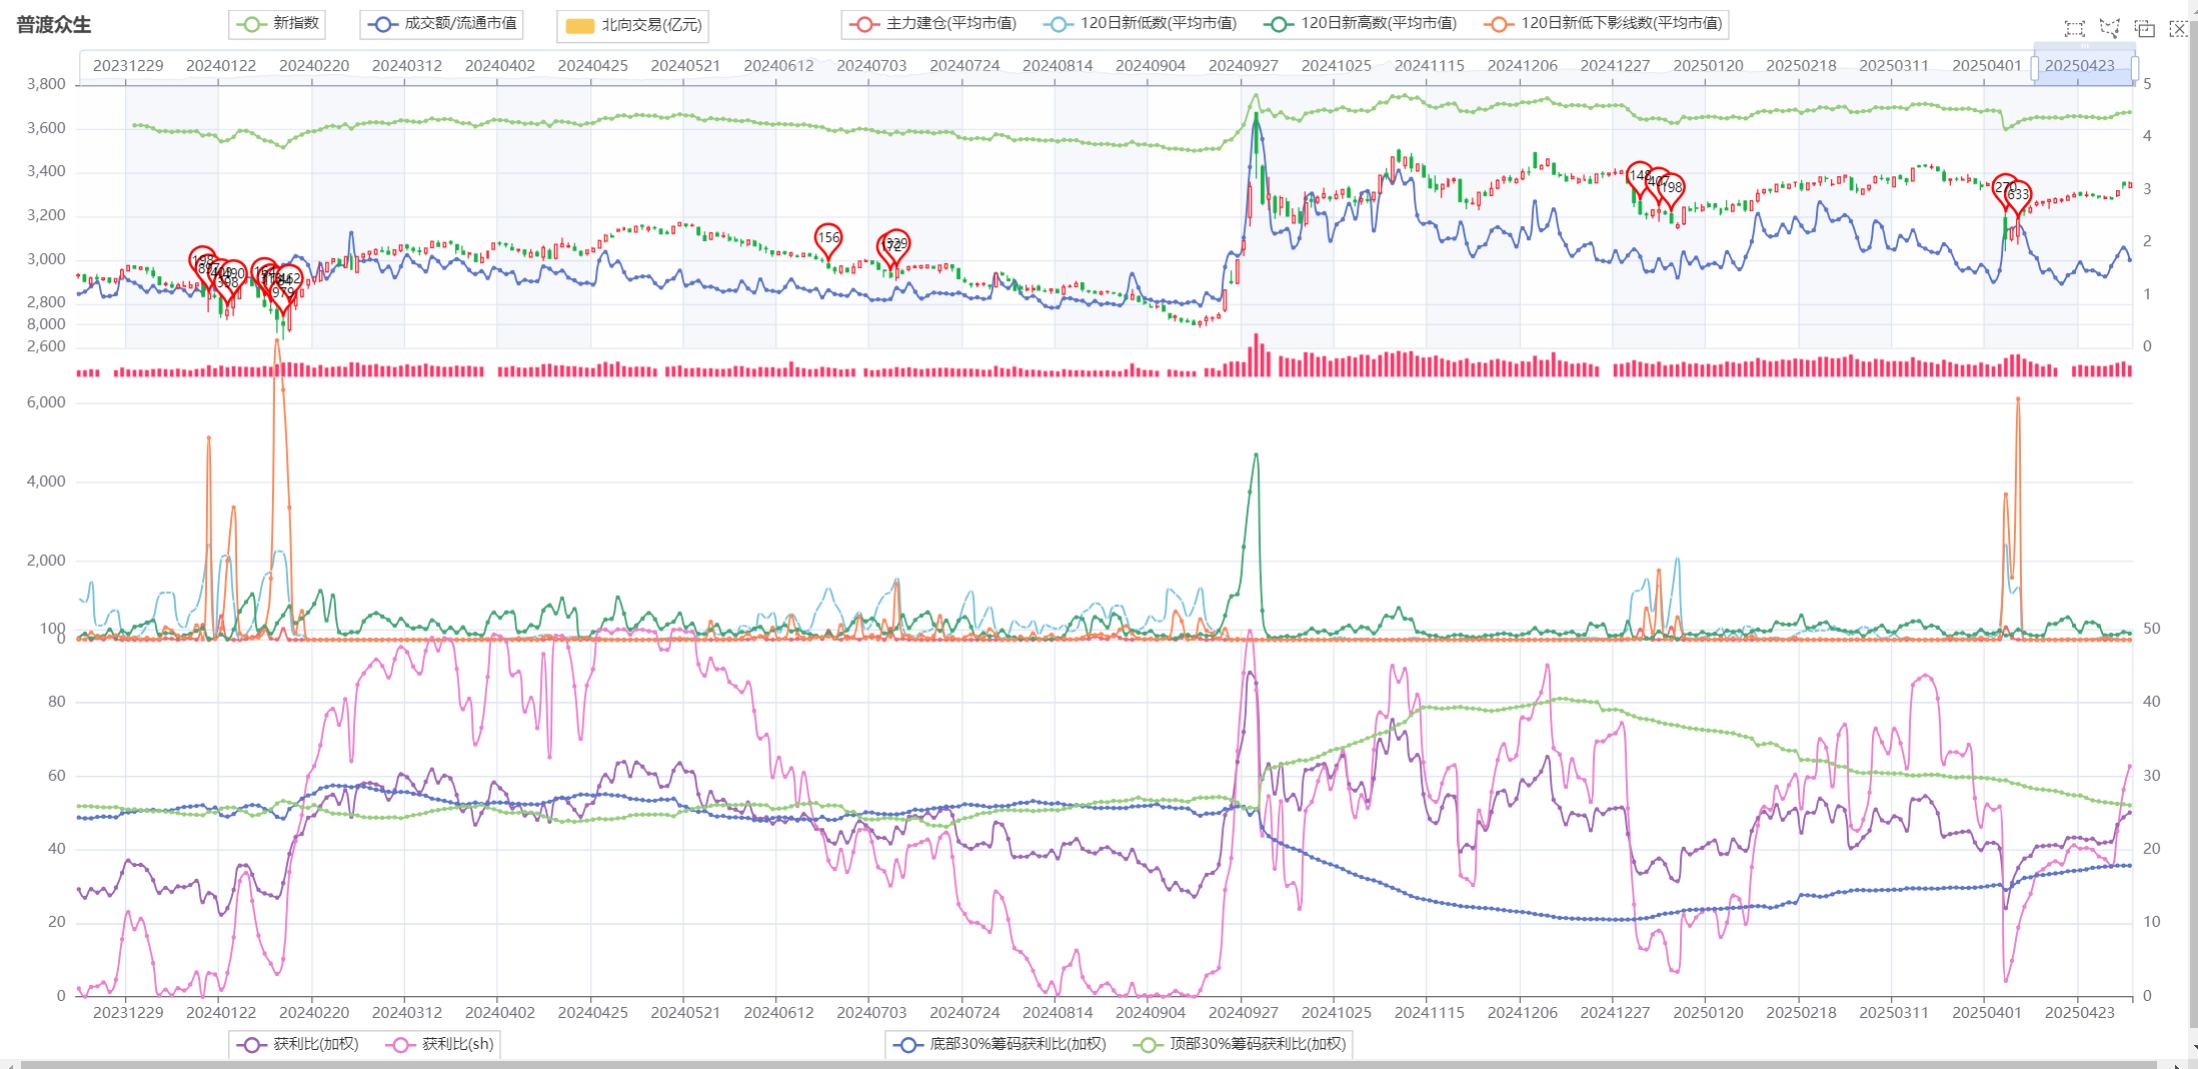 普渡众生
新指数
成交额/流通市值
北向交易(亿元)
主力建仓(平均市值)
120日新低数(平均市值)
120日新高数(平均市值)
120日新低下影线数(平均市值)
20231229 20240122 20240220 20240312 20240402 20240425 20240521 20240612 20240703 20240724 20240814 20240904 20240927 20241025 20241115 20241206 20241227 20250120 20250218 20250311 20250401 20250423
3,800 5
3,600 4
3,400
3,200 3
3,000 2
2,800 1
8,000
2,600 0
156
148
198
270
633
6,000
4,000
2,000
100 50
0
80 40
60 30
40 20
20 10
0 0
20231229 20240122 20240220 20240312 20240402 20240425 20240521 20240612 20240703 20240724 20240814 20240904 20240927 20241025 20241115 20241206 20241227 20250120 20250218 20250311 20250401 20250423
获利比(加权)
获利比(sh)
底部30%筹码获利比(加权)
顶部30%筹码获利比(加权)